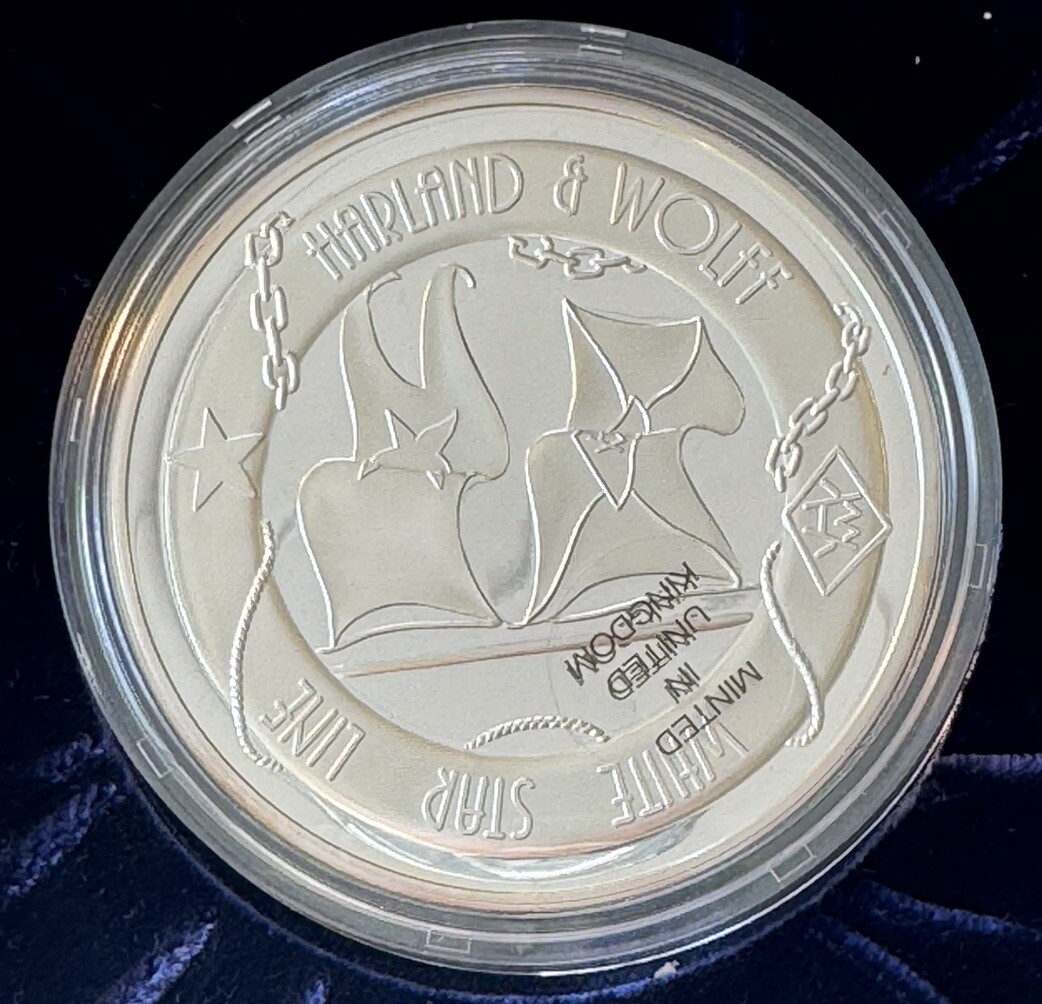 HARLAND & WOLFF
WHITE STAR LINE
MINTED
IN
UNITED
KINGDOM